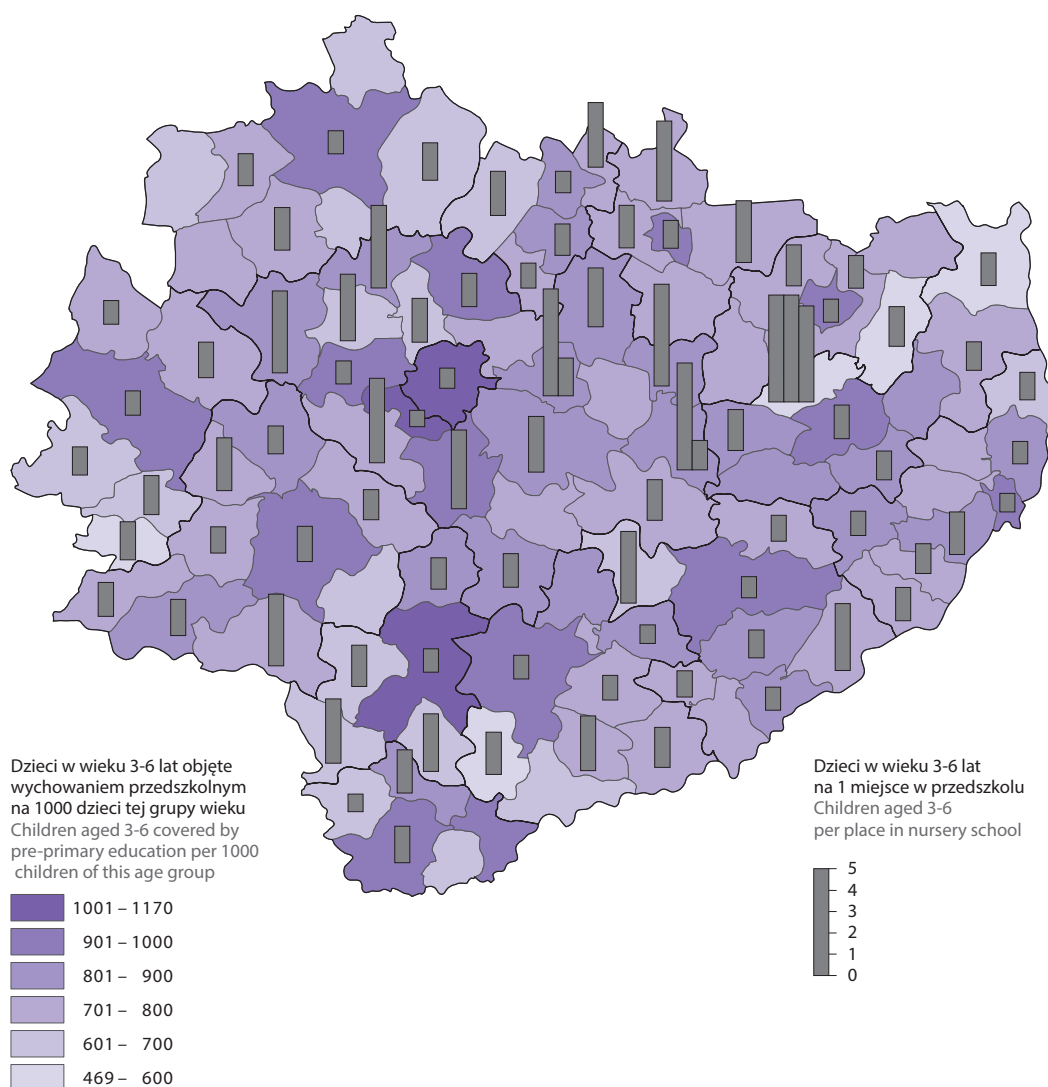 Dzieci w wieku 3-6 lat objęte
wychowaniem przedszkolnym
na 1000 dzieci tej grupy wieku
Children aged 3-6 covered by
pre-primary education per 1000
children of this age group
1001 – 1170
901 – 1000
801 – 900
701 – 800
601 – 700
469 – 600
Dzieci w wieku 3-6 lat
na 1 miejsce w przedszkolu
Children aged 3-6
per place in nursery school
5
4
3
2
1
0